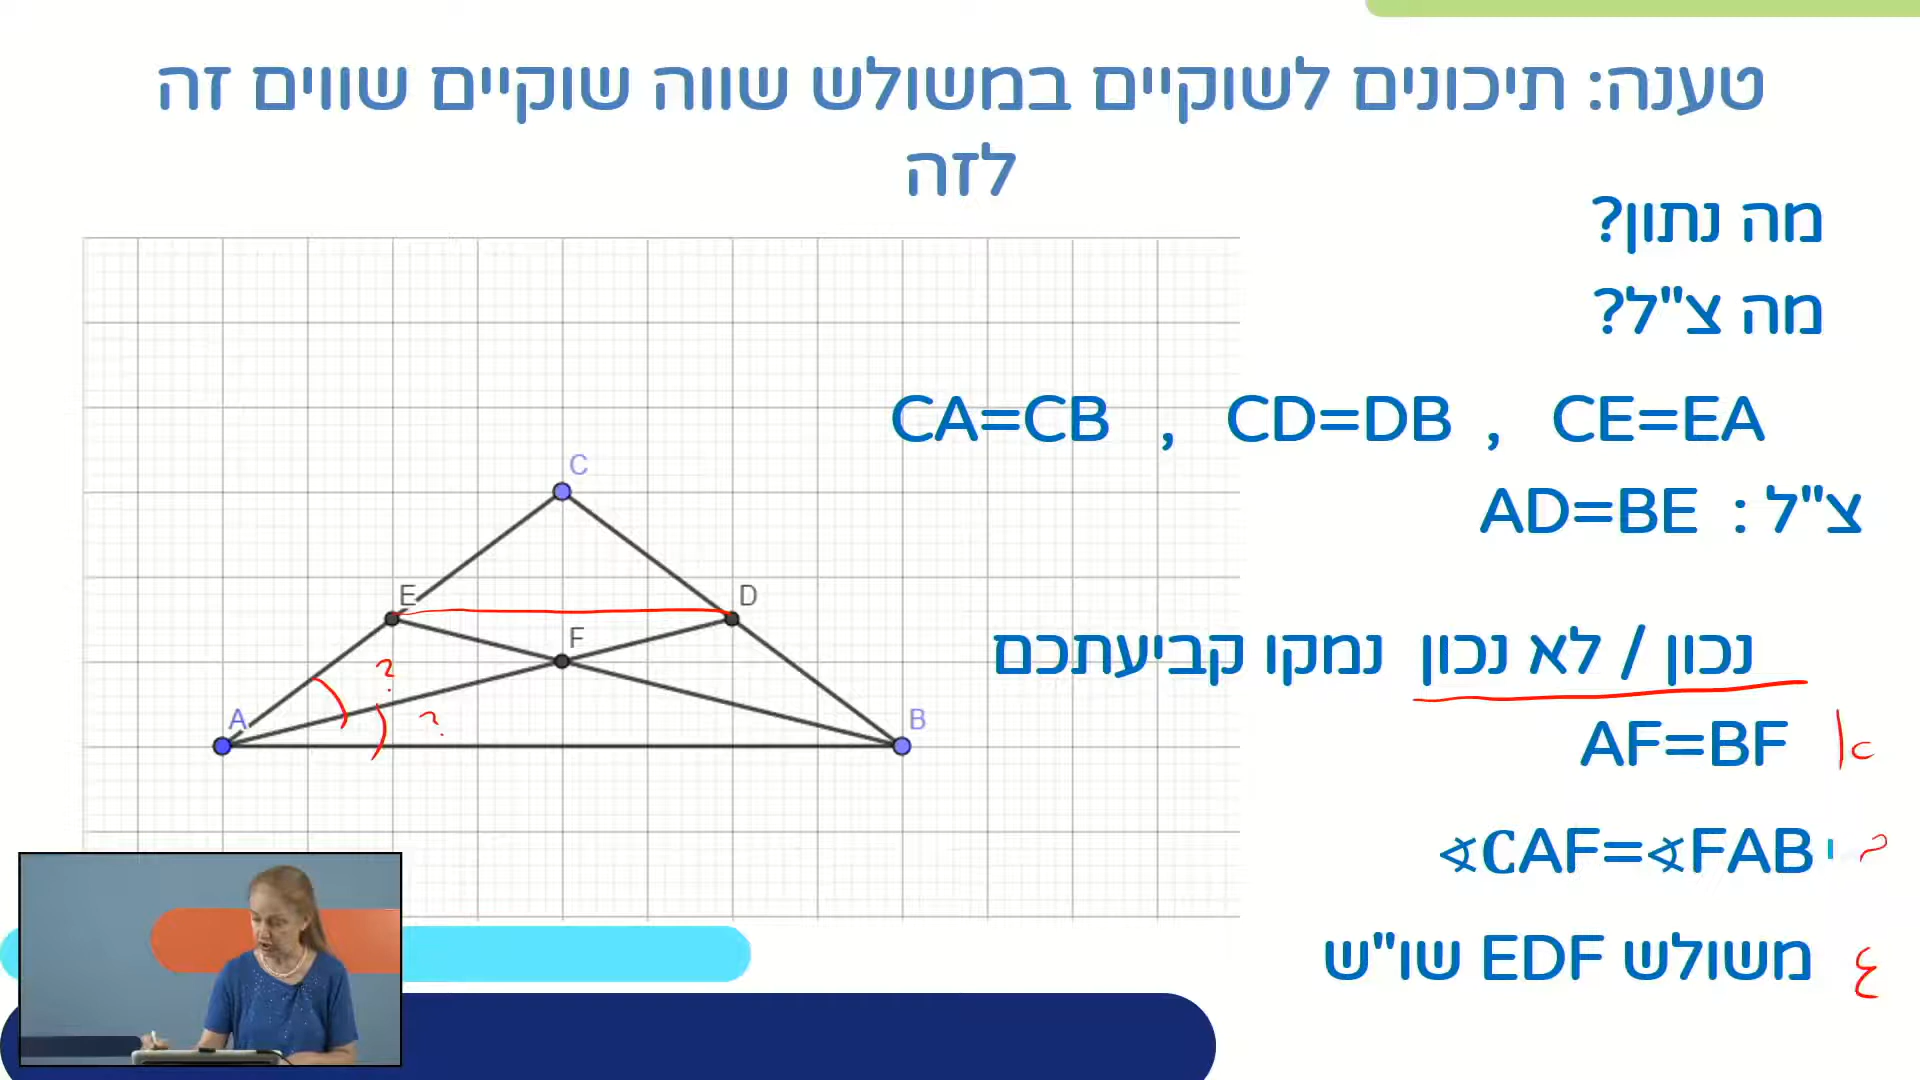 טענה: תיכונים לשוקיים במשולש שווה שוקיים שווים זה
לזה
מה נתון?
מה צ"ל?
CA=CB , CD=DB , CE=EA
צ"ל : AD=BE
נכון / לא נכון נמקו קביעתכם
AF=BF
∢CAF=∢FAB
משולש EDF שו"ש
C
E
D
F
?
?
A
B